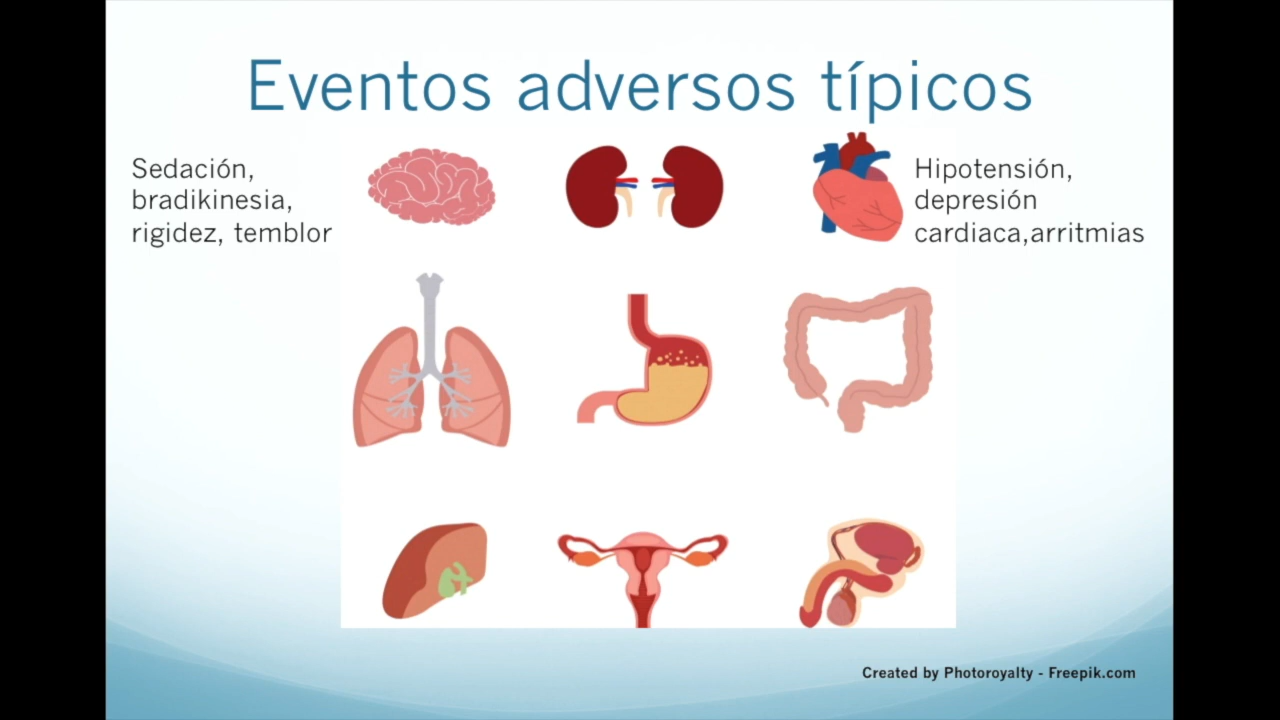 Eventos adversos típicos
Sedación,
bradikinesia,
rigidez, temblor
Hipotensión,
depresión
cardiaca,arritmias
Created by Photoroyalty - Freepik.com